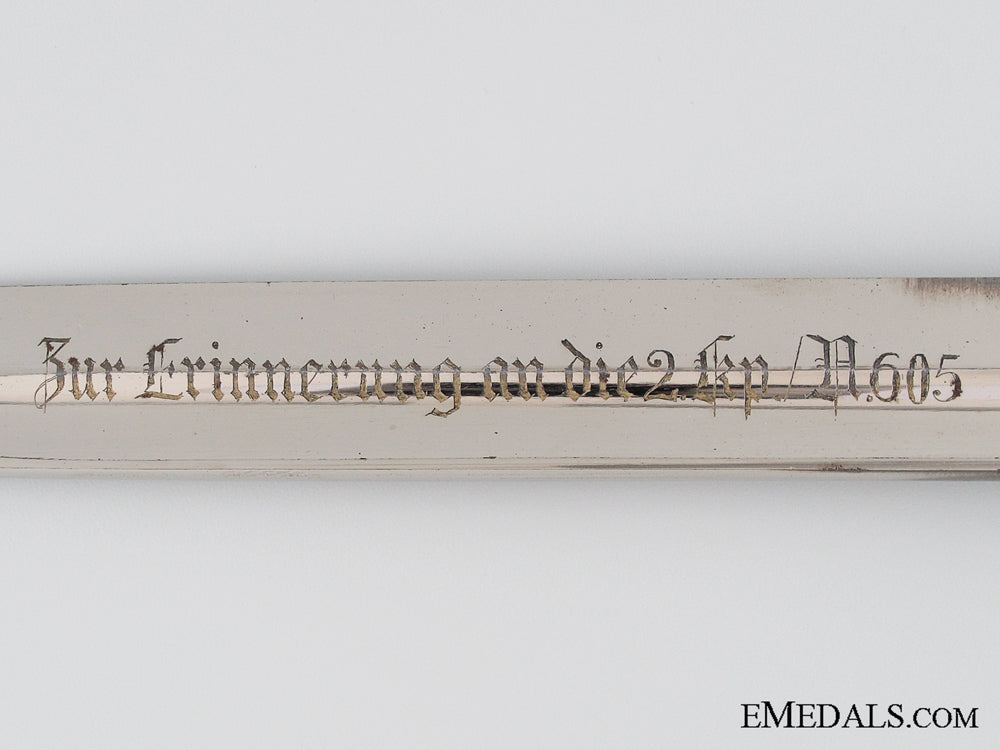 Zur Erinnerung an die 2. Kp./N.605
EMEDALS.COM